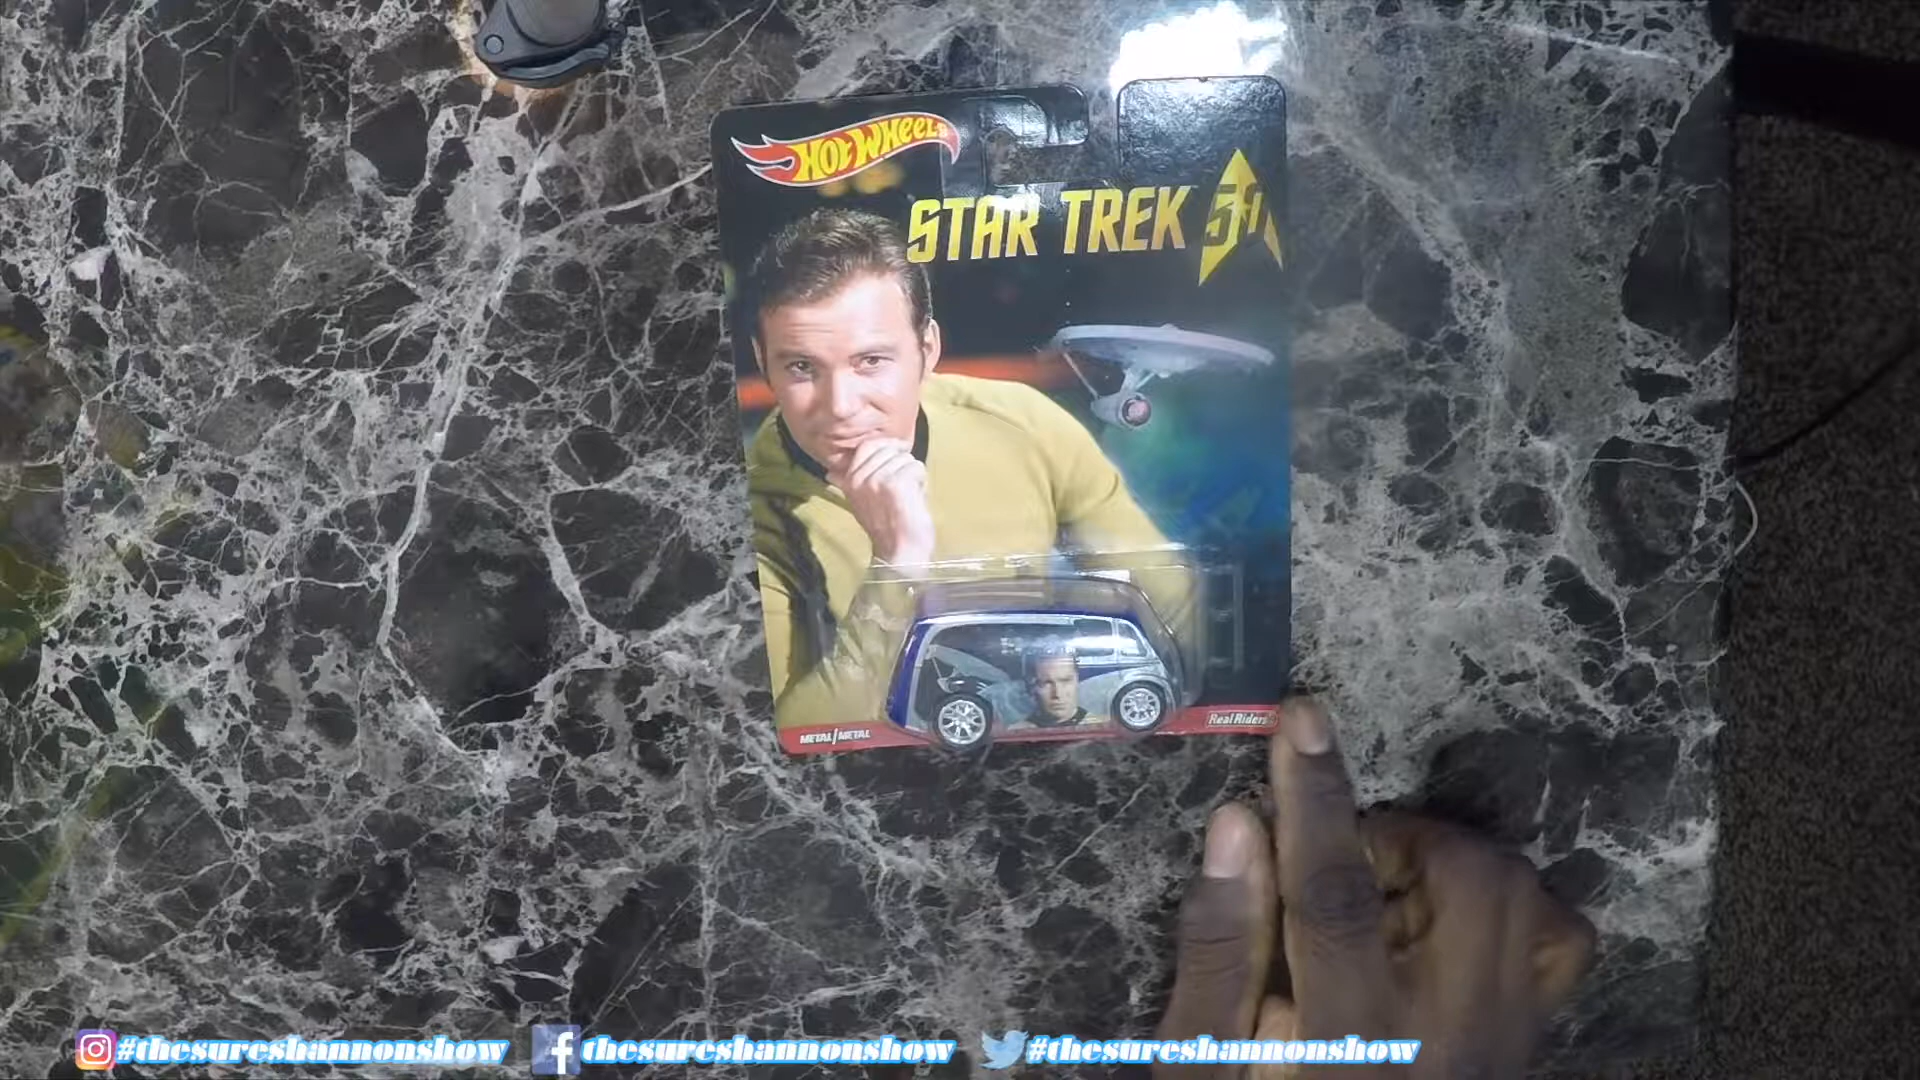 HOT WHEELS
STAR TREK 50
METAL/METAL
Real Riders
#thesureshannonshow
thesureshannonshow
#thesureshannonshow